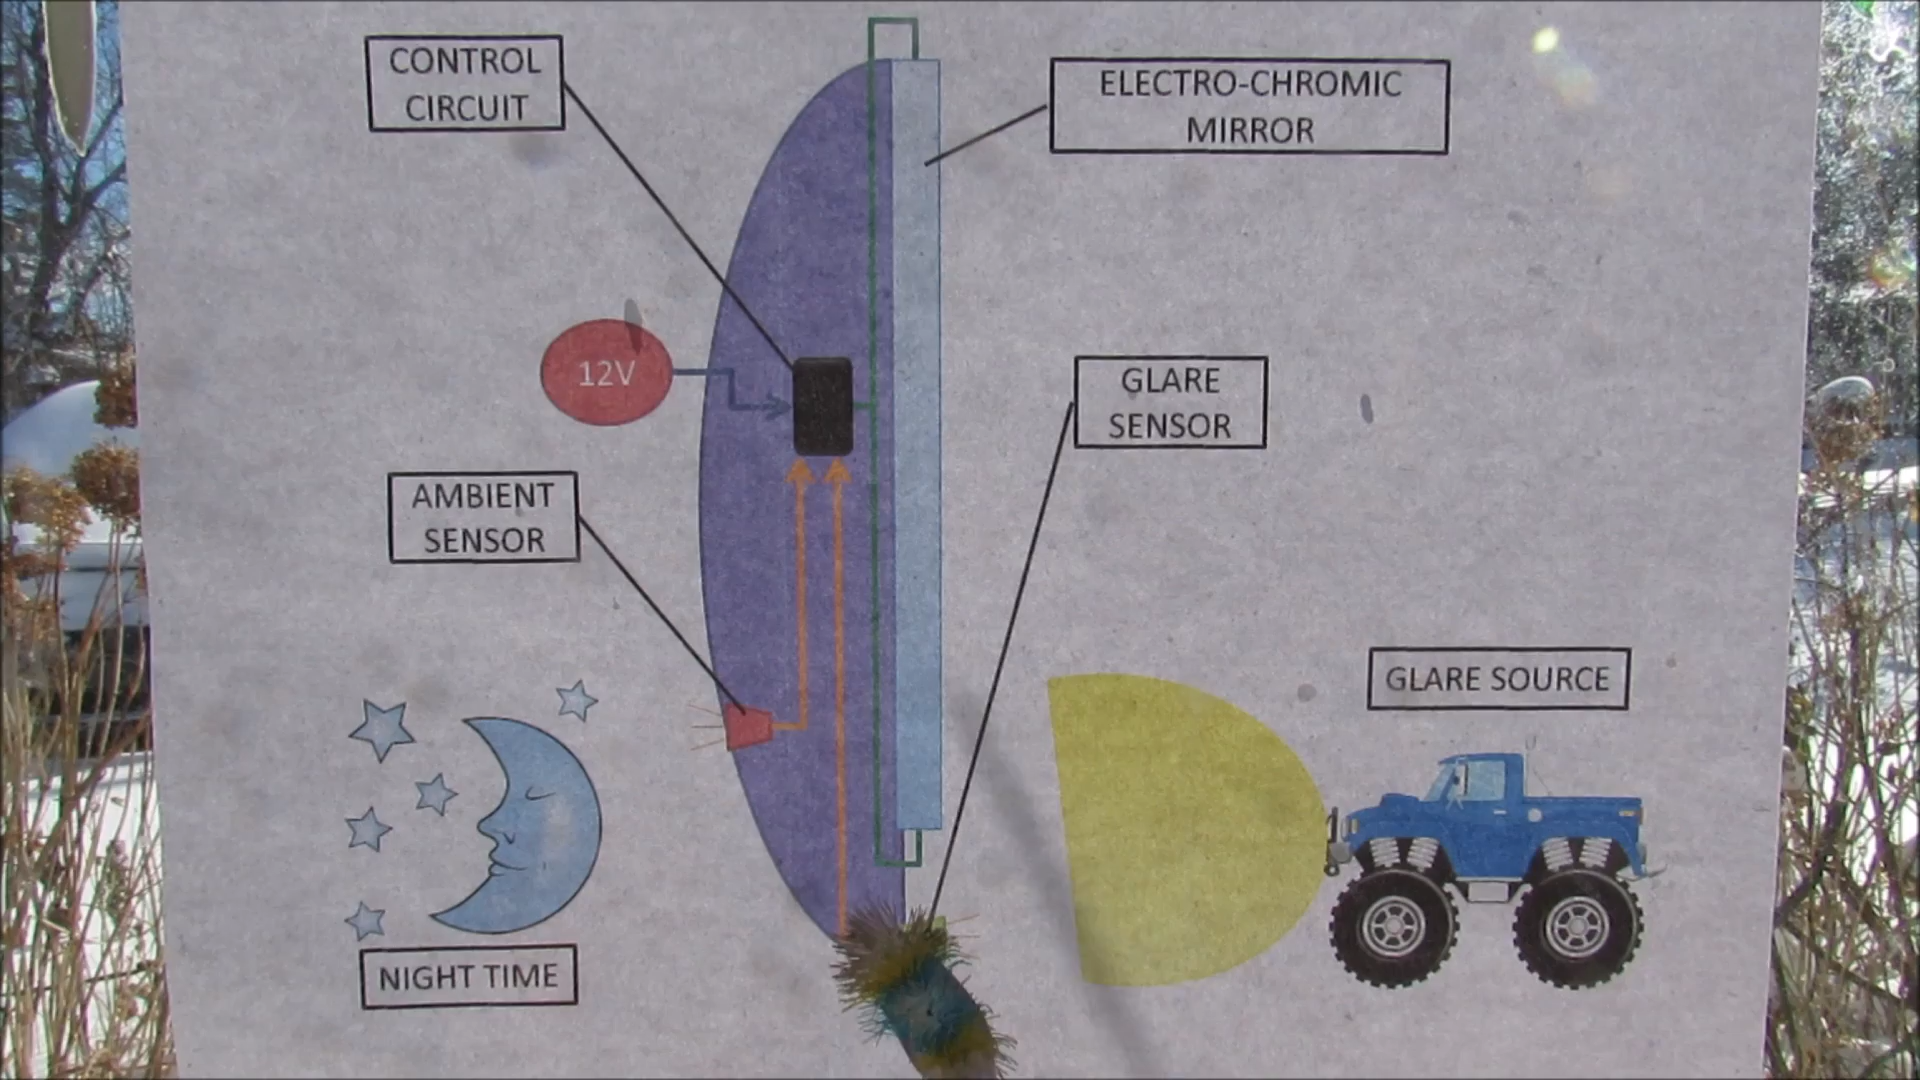 CONTROL
CIRCUIT
ELECTRO-CHROMIC
MIRROR
12V
GLARE
SENSOR
AMBIENT
SENSOR
GLARE SOURCE
NIGHT TIME